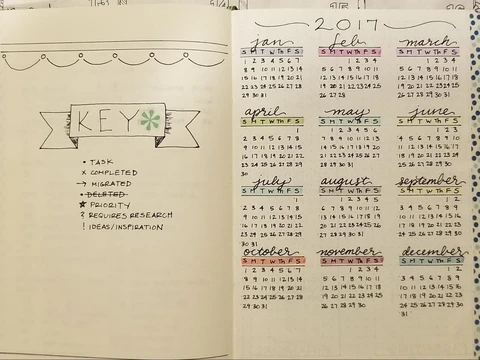 KEY
• TASK
× COMPLETED
→ MIGRATED
• DELETED
★ PRIORITY
? REQUIRES RESEARCH
! IDEAS/INSPIRATION
2017
jan
S M T W Th F S
1 2 3 4 5 6 7
8 9 10 11 12 13 14
15 16 17 18 19 20 21
22 23 24 25 26 27 28
29 30 31
feb
S M T W Th F S
1 2 3 4
5 6 7 8 9 10 11
12 13 14 15 16 17 18
19 20 21 22 23 24 25
26 27 28
march
S M T W Th F S
1 2 3 4
5 6 7 8 9 10 11
12 13 14 15 16 17 18
19 20 21 22 23 24 25
26 27 28 29 30 31
april
S M T W Th F S
1
2 3 4 5 6 7 8
9 10 11 12 13 14 15
16 17 18 19 20 21 22
23 24 25 26 27 28 29
30
may
S M T W Th F S
1 2 3 4 5 6
7 8 9 10 11 12 13
14 15 16 17 18 19 20
21 22 23 24 25 26 27
28 29 30 31
june
S M T W Th F S
1 2 3
4 5 6 7 8 9 10
11 12 13 14 15 16 17
18 19 20 21 22 23 24
25 26 27 28 29 30
july
S M T W Th F S
1
2 3 4 5 6 7 8
9 10 11 12 13 14 15
16 17 18 19 20 21 22
23 24 25 26 27 28 29
30 31
august
S M T W Th F S
1 2 3 4 5
6 7 8 9 10 11 12
13 14 15 16 17 18 19
20 21 22 23 24 25 26
27 28 29 30 31
september
S M T W Th F S
1 2
3 4 5 6 7 8 9
10 11 12 13 14 15 16
17 18 19 20 21 22 23
24 25 26 27 28 29 30
october
S M T W Th F S
1 2 3 4 5 6 7
8 9 10 11 12 13 14
15 16 17 18 19 20 21
22 23 24 25 26 27 28
29 30 31
november
S M T W Th F S
1 2 3 4
5 6 7 8 9 10 11
12 13 14 15 16 17 18
19 20 21 22 23 24 25
26 27 28 29 30
december
S M T W Th F S
1 2
3 4 5 6 7 8 9
10 11 12 13 14 15 16
17 18 19 20 21 22 23
24 25 26 27 28 29 30
31